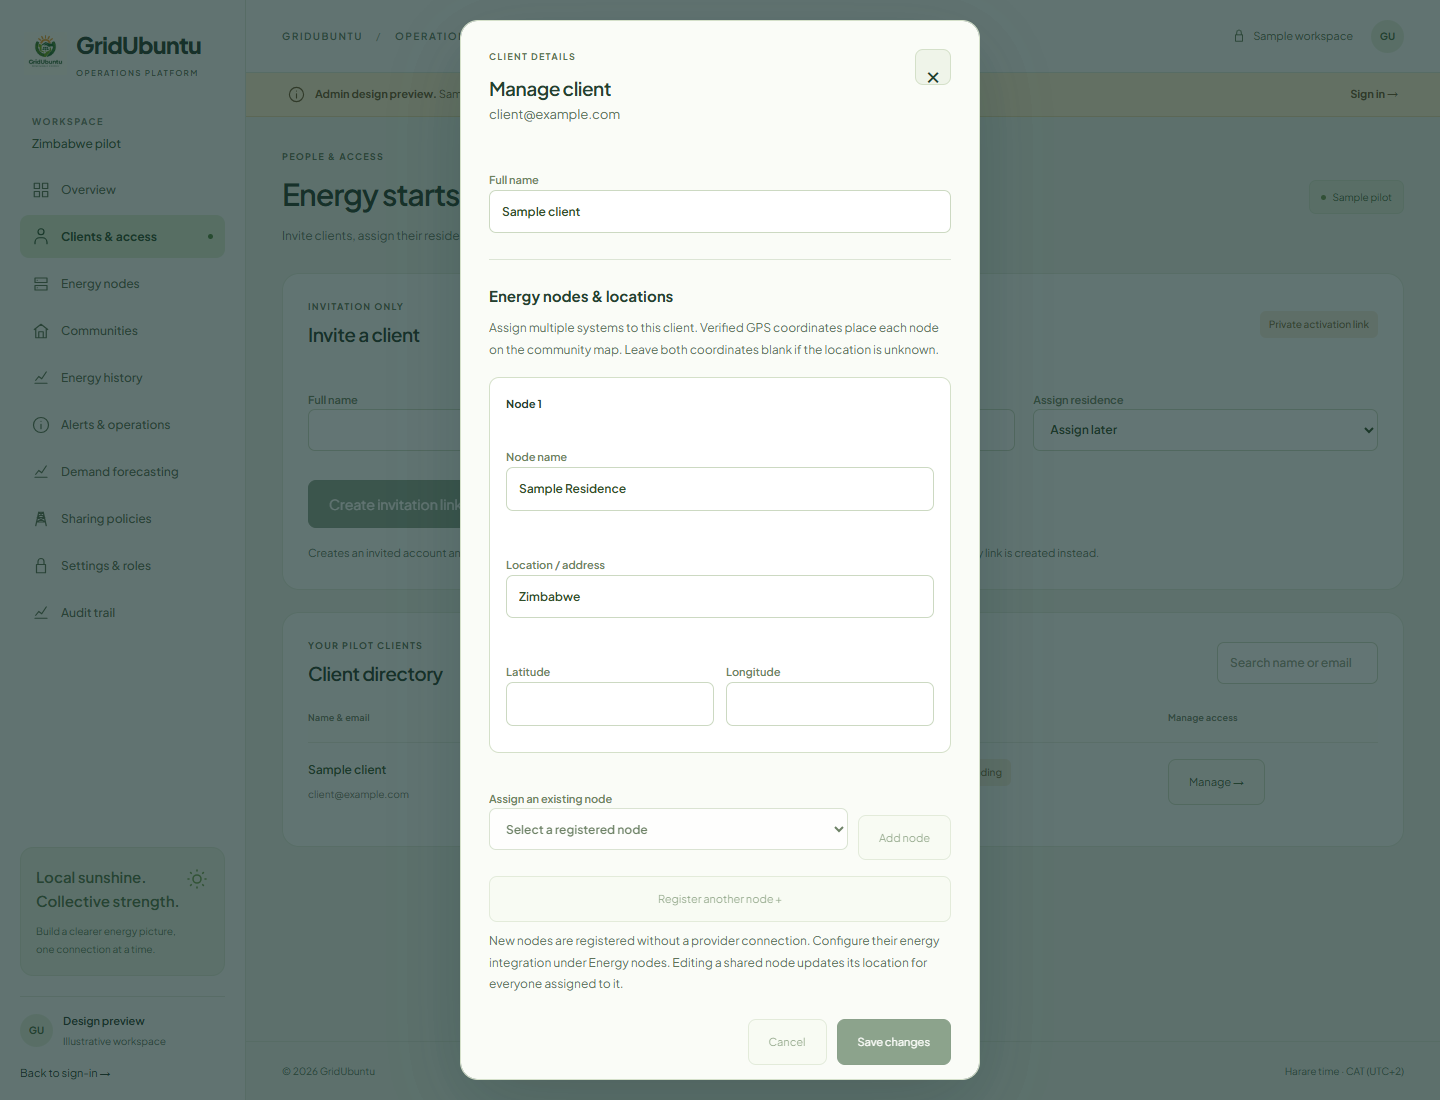 GridUbuntu
GridUbuntu
OPERATIONS PLATFORM
WORKSPACE
Zimbabwe pilot
Overview
Clients & access
Energy nodes
Communities
Energy history
Alerts & operations
Demand forecasting
Sharing policies
Settings & roles
Audit trail
Local sunshine.
Collective strength.
Build a clearer energy picture,
one connection at a time.
GU
Design preview
Illustrative workspace
Back to sign-in →
GRIDUBUNTU / OPERATIO
Sample workspace
GU
Admin design preview. Sam
Sign in →
PEOPLE & ACCESS
Energy starts
Sample pilot
Invite clients, assign their reside
INVITATION ONLY
Invite a client
Private activation link
Full name
Assign residence
Assign later
Create invitation link
Creates an invited account an
link is created instead.
YOUR PILOT CLIENTS
Client directory
Search name or email
Name & email
Manage access
Sample client
client@example.com
ding
Manage →
© 2026 GridUbuntu
Harare time · CAT (UTC+2)
CLIENT DETAILS
Manage client
client@example.com
×
Full name
Sample client
Energy nodes & locations
Assign multiple systems to this client. Verified GPS coordinates place each node
on the community map. Leave both coordinates blank if the location is unknown.
Node 1
Node name
Sample Residence
Location / address
Zimbabwe
Latitude
Longitude
Assign an existing node
Select a registered node
Add node
Register another node +
New nodes are registered without a provider connection. Configure their energy
integration under Energy nodes. Editing a shared node updates its location for
everyone assigned to it.
Cancel
Save changes